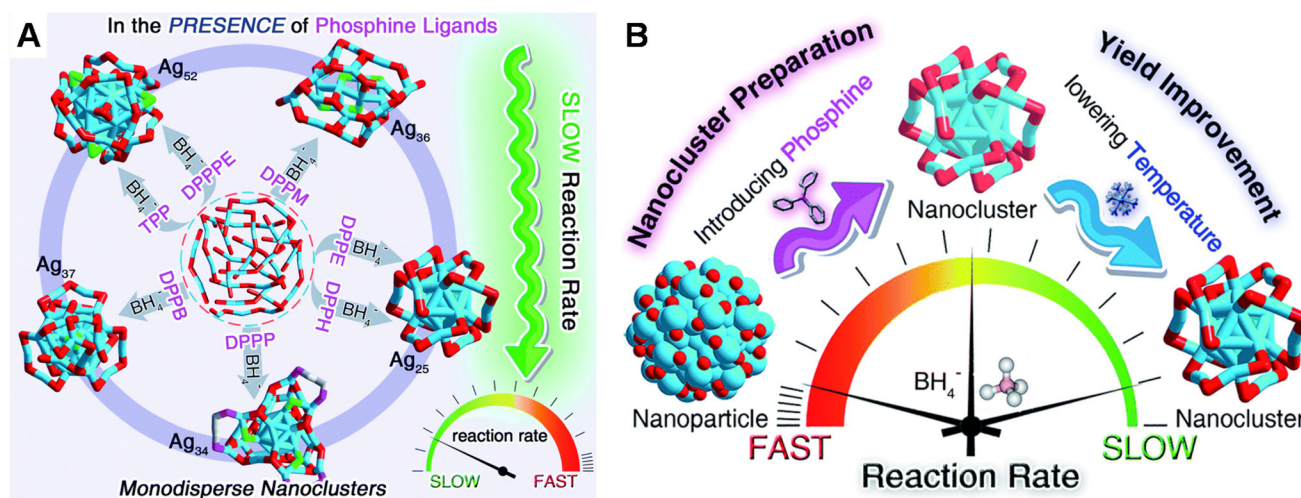 A
In the PRESENCE of Phosphine Ligands
Ag52
Ag36
BH4-
DPPPE
BH4-
TPP
BH4-
DPPM
DPPE
BH4-
Ag37
BH4-
DPPB
DPPH
BH4-
DPPP
BH4-
Ag25
Ag34
Monodisperse Nanoclusters
SLOW Reaction Rate
reaction rate
SLOW
FAST
B
Nanocluster Preparation
Introducing Phosphine
Yield Improvement
lowering Temperature
Nanocluster
Nanoparticle
BH4-
Nanocluster
FAST
SLOW
Reaction Rate